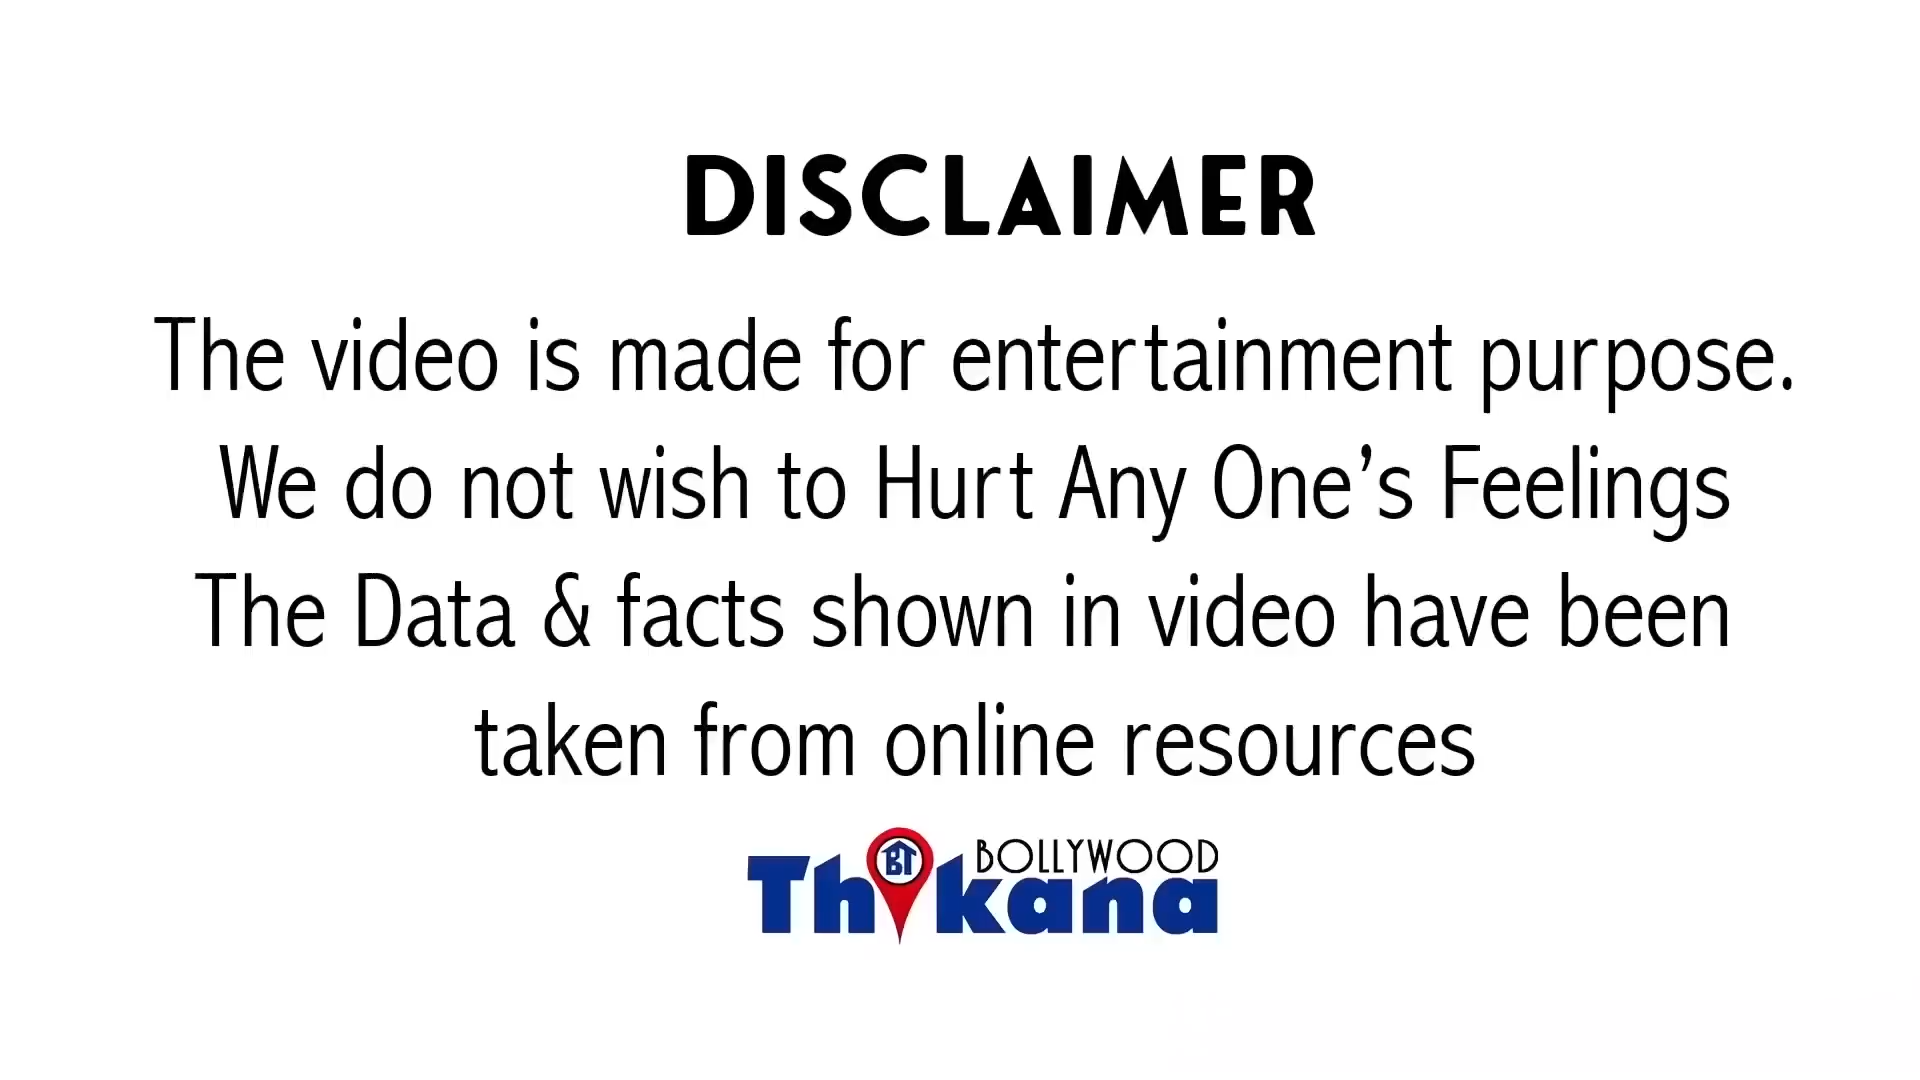 DISCLAIMER
The video is made for entertainment purpose.
We do not wish to Hurt Any One’s Feelings
The Data & facts shown in video have been
taken from online resources
BT
BOLLYWOOD
Thikana